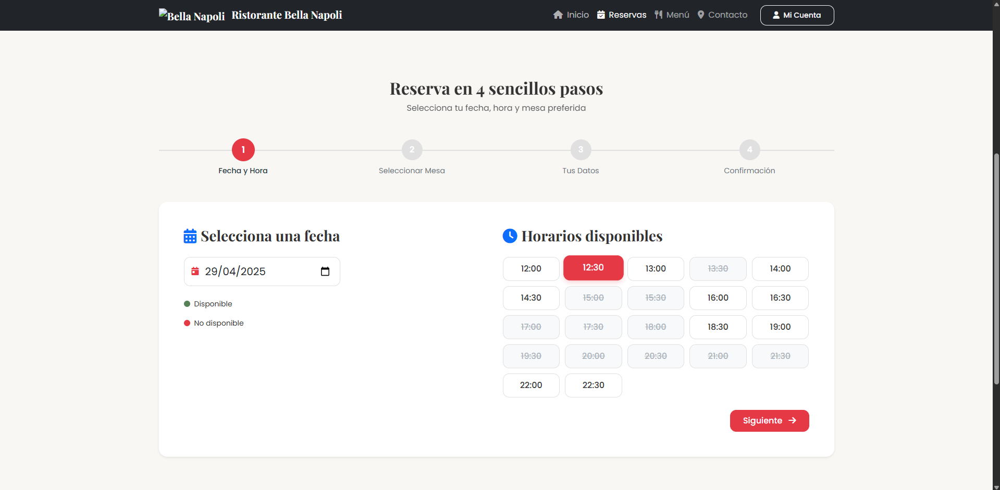 Bella Napoli Ristorante Bella Napoli Inicio Reservas Menú Contacto Mi Cuenta
Reserva en 4 sencillos pasos
Selecciona tu fecha, hora y mesa preferida
1 2 3 4
Fecha y Hora Seleccionar Mesa Tus Datos Confirmación
Selecciona una fecha
29/04/2025
Disponible
No disponible
Horarios disponibles
12:00 12:30 13:00 13:30 14:00
14:30 15:00 15:30 16:00 16:30
17:00 17:30 18:00 18:30 19:00
19:30 20:00 20:30 21:00 21:30
22:00 22:30
Siguiente